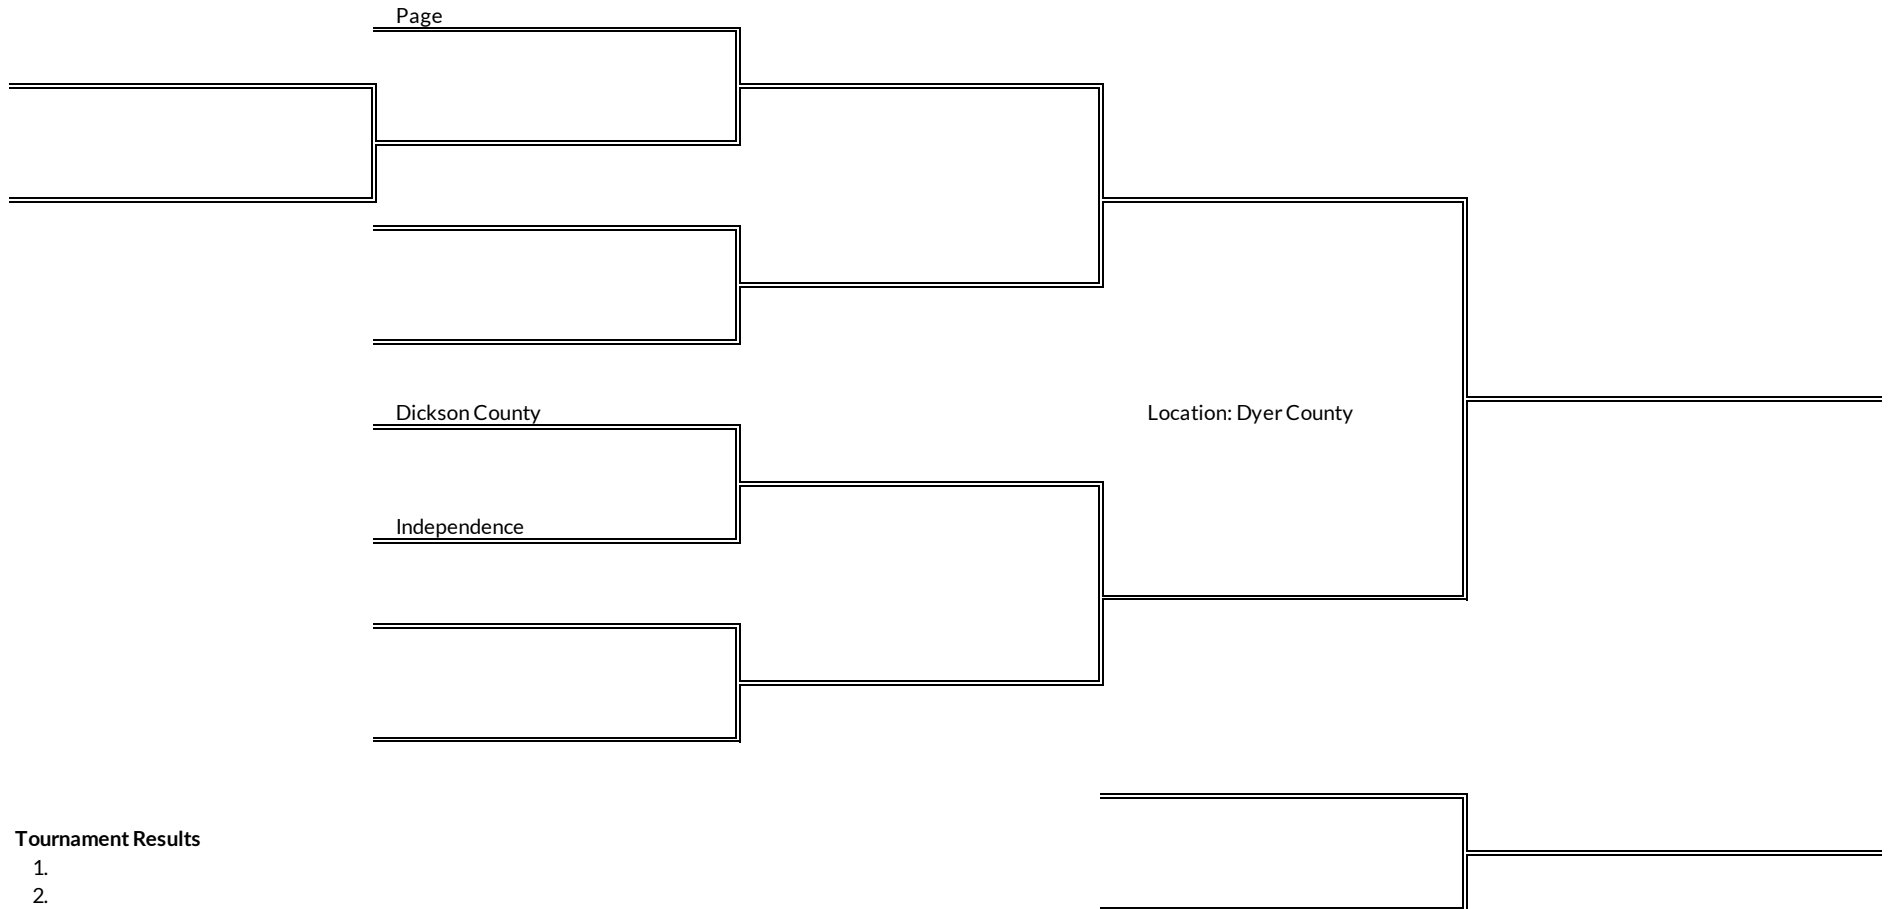 Page
Dickson County
Location: Dyer County
Independence
Tournament Results
1.
2.